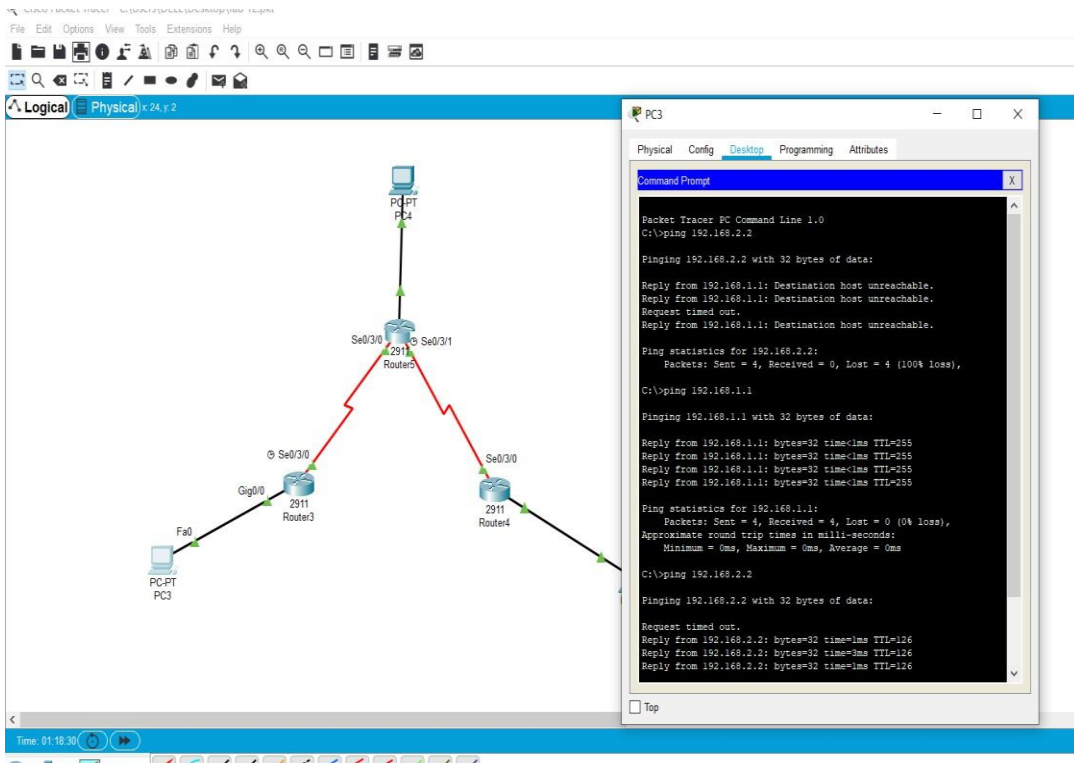 File Edit Options View Tools Extensions Help
Logical Physical x: 24, y: 2
PC-PT
PC4
Se0/3/0
Se0/3/1
2911
Router5
Se0/3/0
Gig0/0
2911
Router3
Fa0
PC-PT
PC3
Se0/3/0
2911
Router4
PC3
Physical Config Desktop Programming Attributes
Command Prompt
X
Packet Tracer PC Command Line 1.0
C:\>ping 192.168.2.2
Pinging 192.168.2.2 with 32 bytes of data:
Reply from 192.168.1.1: Destination host unreachable.
Reply from 192.168.1.1: Destination host unreachable.
Request timed out.
Reply from 192.168.1.1: Destination host unreachable.
Ping statistics for 192.168.2.2:
Packets: Sent = 4, Received = 0, Lost = 4 (100% loss),
C:\>ping 192.168.1.1
Pinging 192.168.1.1 with 32 bytes of data:
Reply from 192.168.1.1: bytes=32 time<1ms TTL=255
Reply from 192.168.1.1: bytes=32 time<1ms TTL=255
Reply from 192.168.1.1: bytes=32 time<1ms TTL=255
Reply from 192.168.1.1: bytes=32 time<1ms TTL=255
Ping statistics for 192.168.1.1:
Packets: Sent = 4, Received = 4, Lost = 0 (0% loss),
Approximate round trip times in milli-seconds:
Minimum = 0ms, Maximum = 0ms, Average = 0ms
C:\>ping 192.168.2.2
Pinging 192.168.2.2 with 32 bytes of data:
Request timed out.
Reply from 192.168.2.2: bytes=32 time=1ms TTL=126
Reply from 192.168.2.2: bytes=32 time=3ms TTL=126
Reply from 192.168.2.2: bytes=32 time=1ms TTL=126
Top
Time: 01:18:30